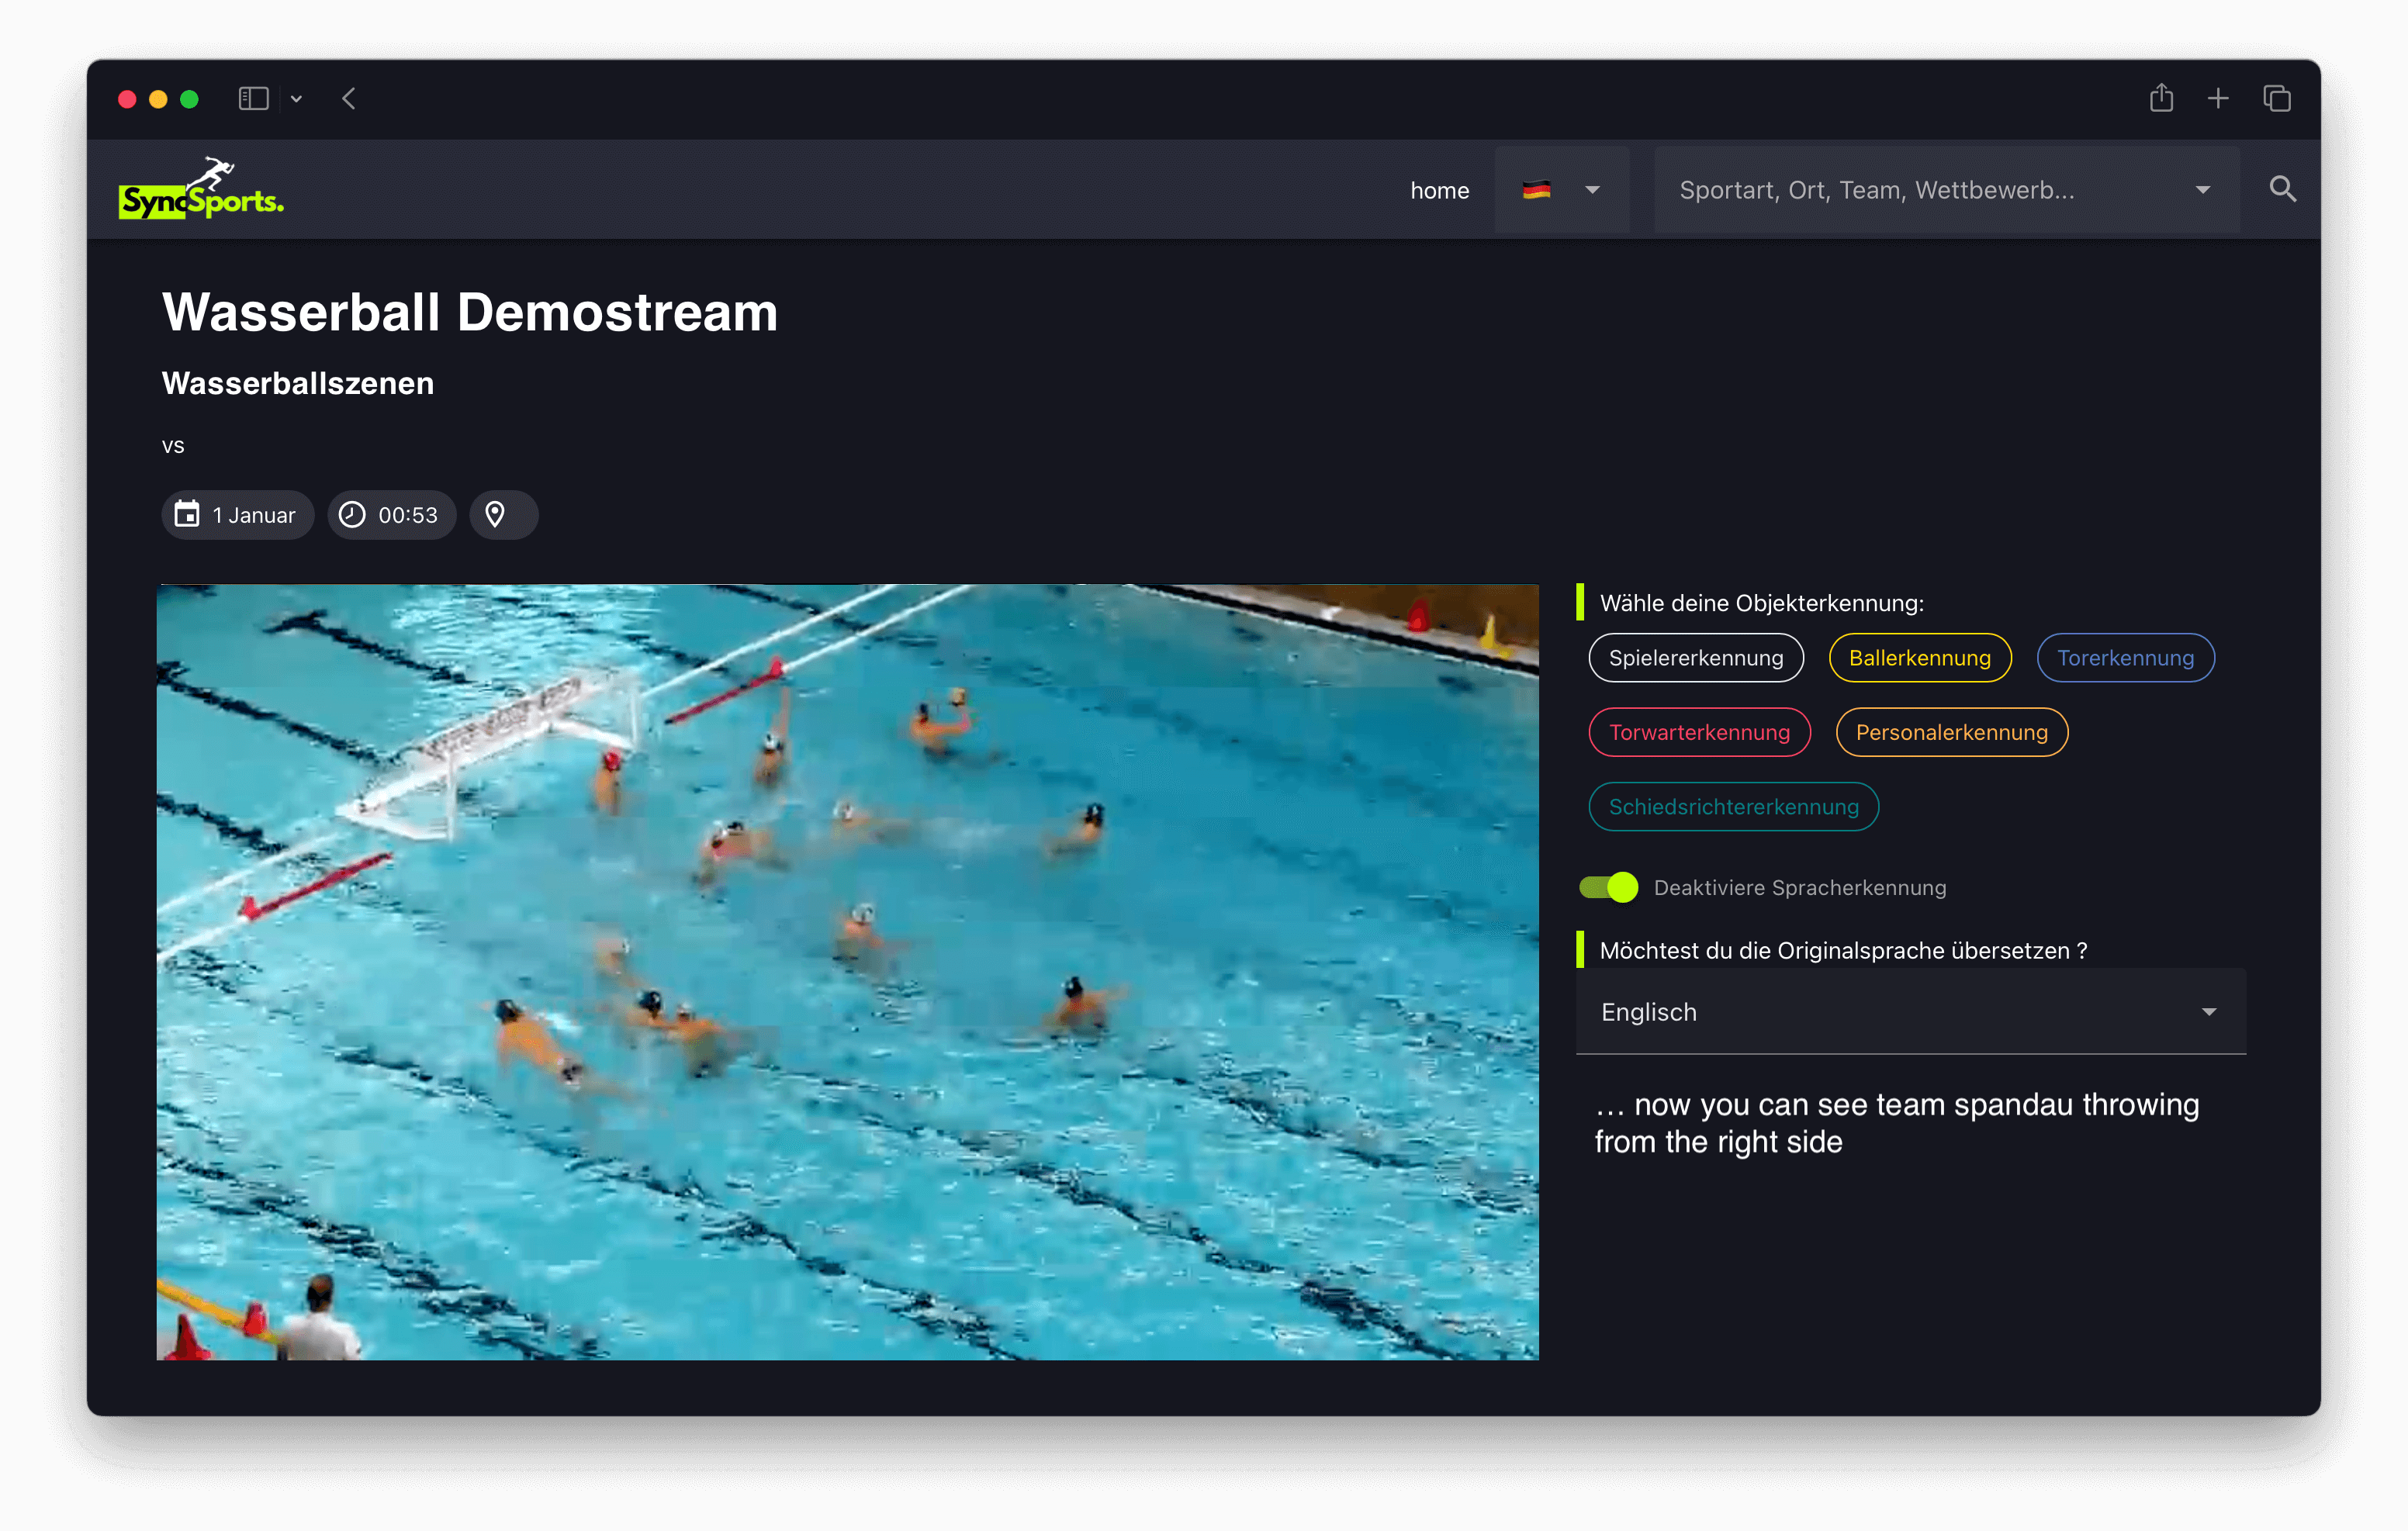 SyncSports.
home
Sportart, Ort, Team, Wettbewerb...
Wasserball Demostream
Wasserballszenen
vs
1 Januar 00:53
Wähle deine Objekterkennung:
Spielererkennung Ballerkennung Torerkennung
Torwarterkennung Personalerkennung
Schiedsrichtererkennung
Deaktiviere Spracherkennung
Möchtest du die Originalsprache übersetzen ?
Englisch
... now you can see team spandau throwing
from the right side